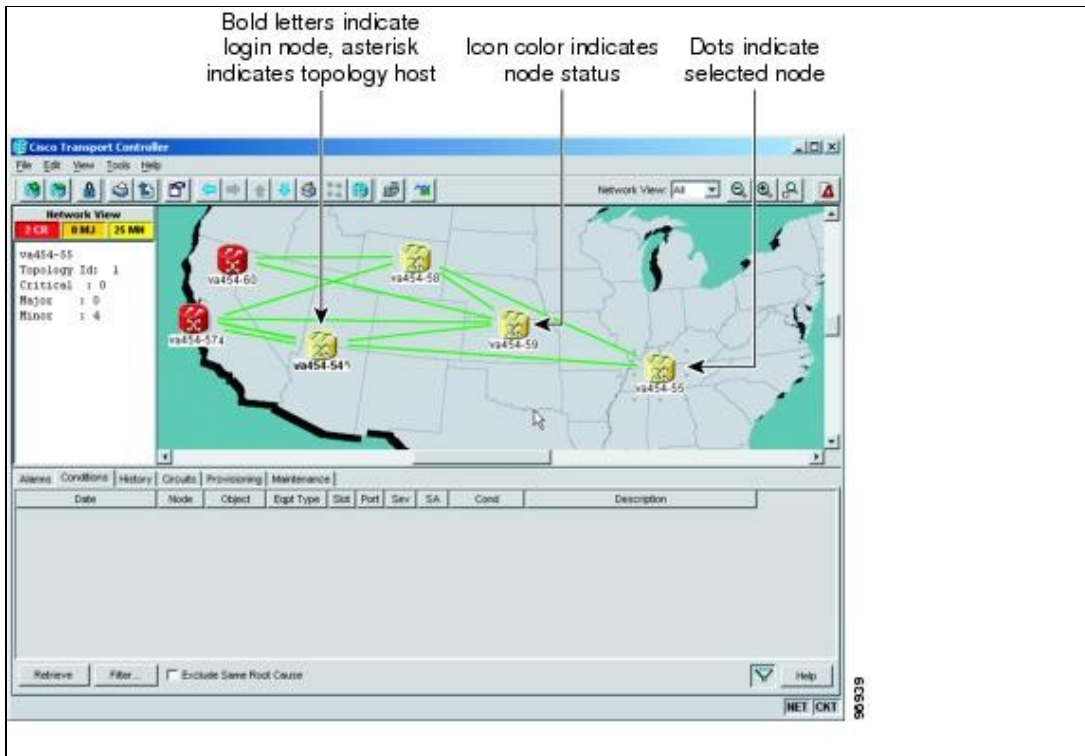 Bold letters indicate
login node, asterisk
indicates topology host
Icon color indicates
node status
Dots indicate
selected node
Cisco Transport Controller
File Edit View Tools Help
Network View: All
Network View
2 CR 0 MJ 25 MN
va454-55
Topology Id: 1
Critical : 0
Major : 0
Minor : 4
va454-60
va454-58
va454-57
va454-54
va454-59
va454-55
Alarms Conditions History Circuits Provisioning Maintenance
Date Node Object Eqpt Type Slot Port Sev SA Cond Description
Retrieve Filter... Exclude Same Root Cause Help
NET CKT
96939